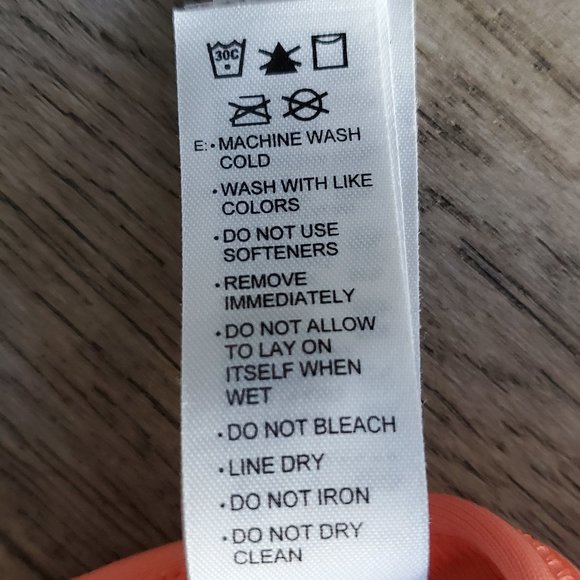 30C
E:•MACHINE WASH
COLD
•WASH WITH LIKE
COLORS
•DO NOT USE
SOFTENERS
•REMOVE
IMMEDIATELY
•DO NOT ALLOW
TO LAY ON
ITSELF WHEN
WET
•DO NOT BLEACH
•LINE DRY
•DO NOT IRON
•DO NOT DRY
CLEAN